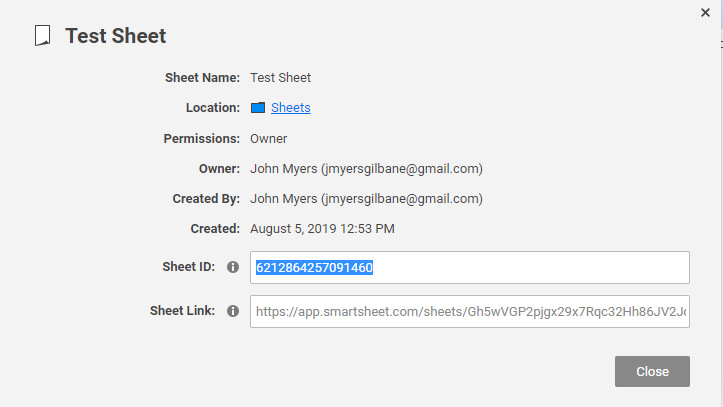 Test Sheet
Sheet Name: Test Sheet
Location: Sheets
Permissions: Owner
Owner: John Myers (jmyersgilbane@gmail.com)
Created By: John Myers (jmyersgilbane@gmail.com)
Created: August 5, 2019 12:53 PM
Sheet ID: 6212864257091460
Sheet Link: https://app.smartsheet.com/sheets/Gh5wVGP2pjgx29x7Rqc32Hh86JV2J
Close